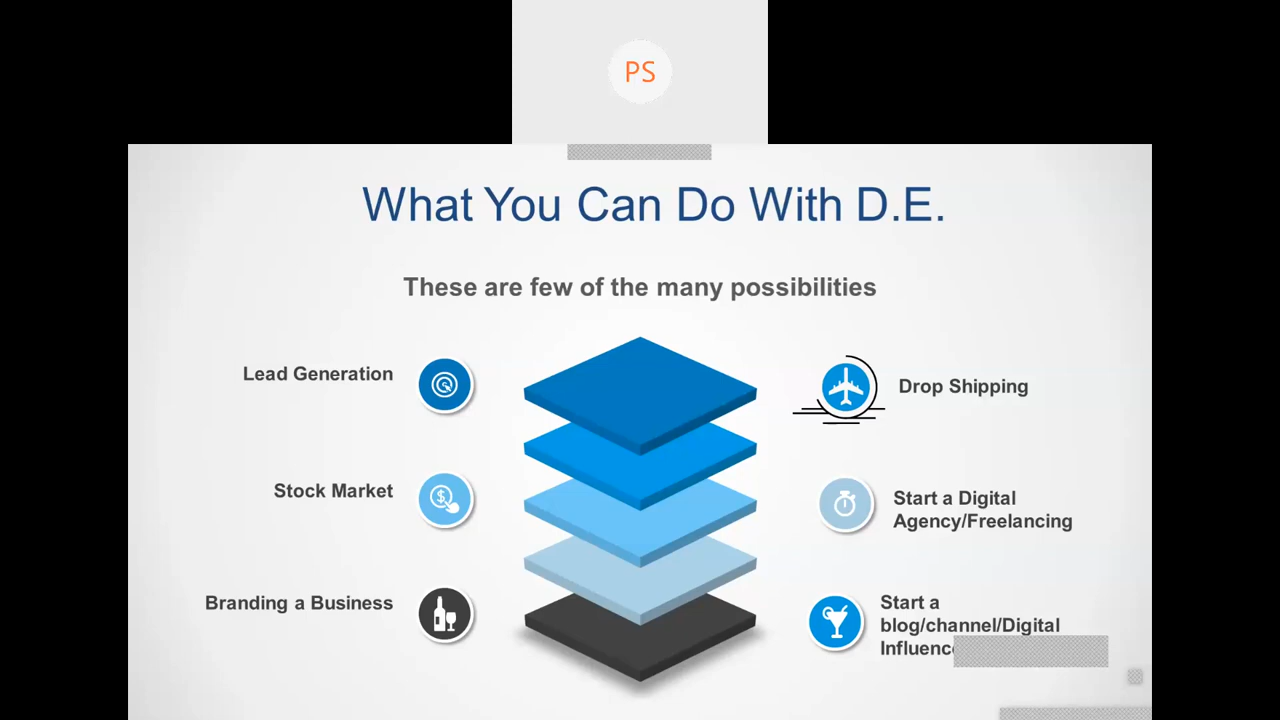 PS
What You Can Do With D.E.
These are few of the many possibilities
Lead Generation
Stock Market
Branding a Business
Drop Shipping
Start a Digital
Agency/Freelancing
Start a
blog/channel/Digital